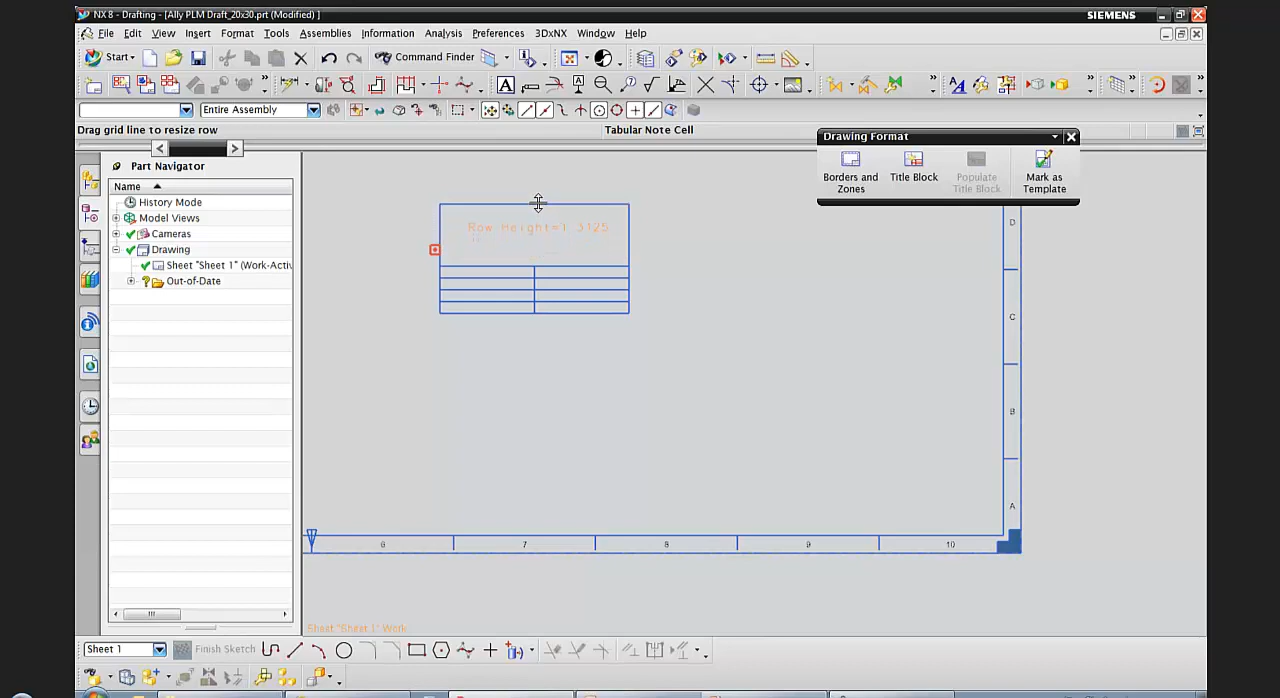 NX 8 - Drafting - [Ally PLM Draft_20x30.prt (Modified) ]
SIEMENS
File Edit View Insert Format Tools Assemblies Information Analysis Preferences 3DxNX Window Help
Start
Command Finder
Entire Assembly
Drag grid line to resize row
Tabular Note Cell
Drawing Format
Borders and Zones
Title Block
Populate Title Block
Mark as Template
Part Navigator
Name
History Mode
Model Views
Cameras
Drawing
Sheet "Sheet 1" (Work-Activ
Out-of-Date
Row Height=1.3125
D
C
B
A
6 7 8 9 10
Sheet "Sheet 1" Work
Sheet 1
Finish Sketch